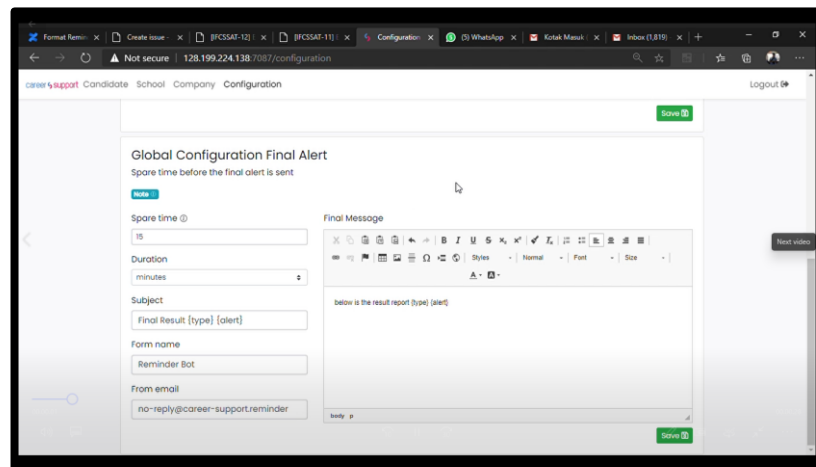 Format Remin
Create issue -
[IFCSSAT-12]
[IFCSSAT-11]
Configuration
(5) WhatsApp
Kotak Masuk
Inbox (1,819)
Not secure | 128.199.224.138:7087/configuration
career support Candidate School Company Configuration Logout
Save
Global Configuration Final Alert
Spare time before the final alert is sent
Note
Spare time
Final Message
15
Duration
minutes
Styles Normal Font Size
Subject
Final Result {type} {alert}
below is the result report {type} {alert}
Form name
Reminder Bot
From email
no-reply@career-support.reminder
body p
Save
Next video